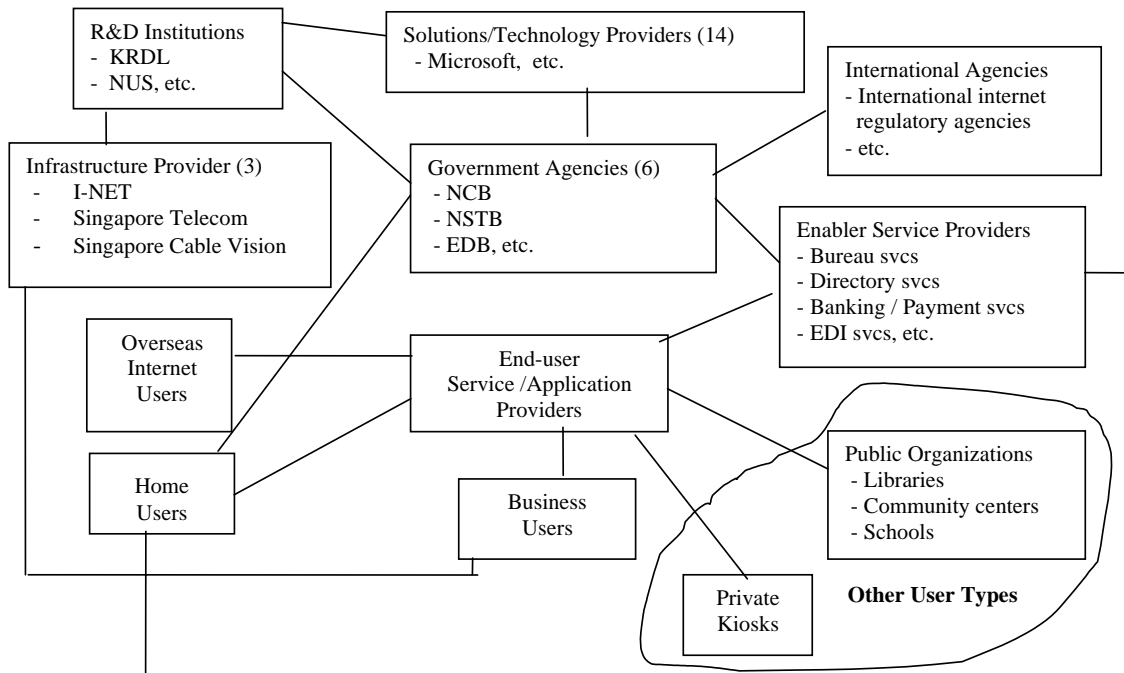 R&D Institutions
- KRDL
- NUS, etc.
Solutions/Technology Providers (14)
- Microsoft, etc.
International Agencies
- International internet
regulatory agencies
- etc.
Infrastructure Provider (3)
- I-NET
- Singapore Telecom
- Singapore Cable Vision
Government Agencies (6)
- NCB
- NSTB
- EDB, etc.
Enabler Service Providers
- Bureau svcs
- Directory svcs
- Banking / Payment svcs
- EDI svcs, etc.
Overseas
Internet
Users
End-user
Service /Application
Providers
Home
Users
Business
Users
Public Organizations
- Libraries
- Community centers
- Schools
Private
Kiosks
Other User Types